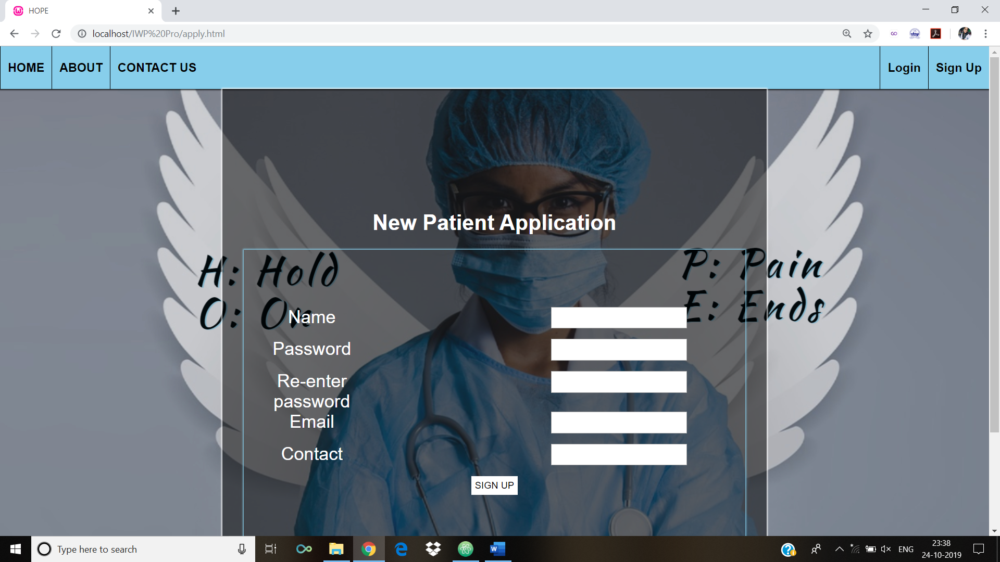 HOPE
localhost/IWP%20Pro/apply.html
HOME ABOUT CONTACT US Login Sign Up
New Patient Application
H: Hold
O: On
P: Pain
E: Ends
Name
Password
Re-enter
password
Email
Contact
SIGN UP
Type here to search
ENG
23:38
24-10-2019